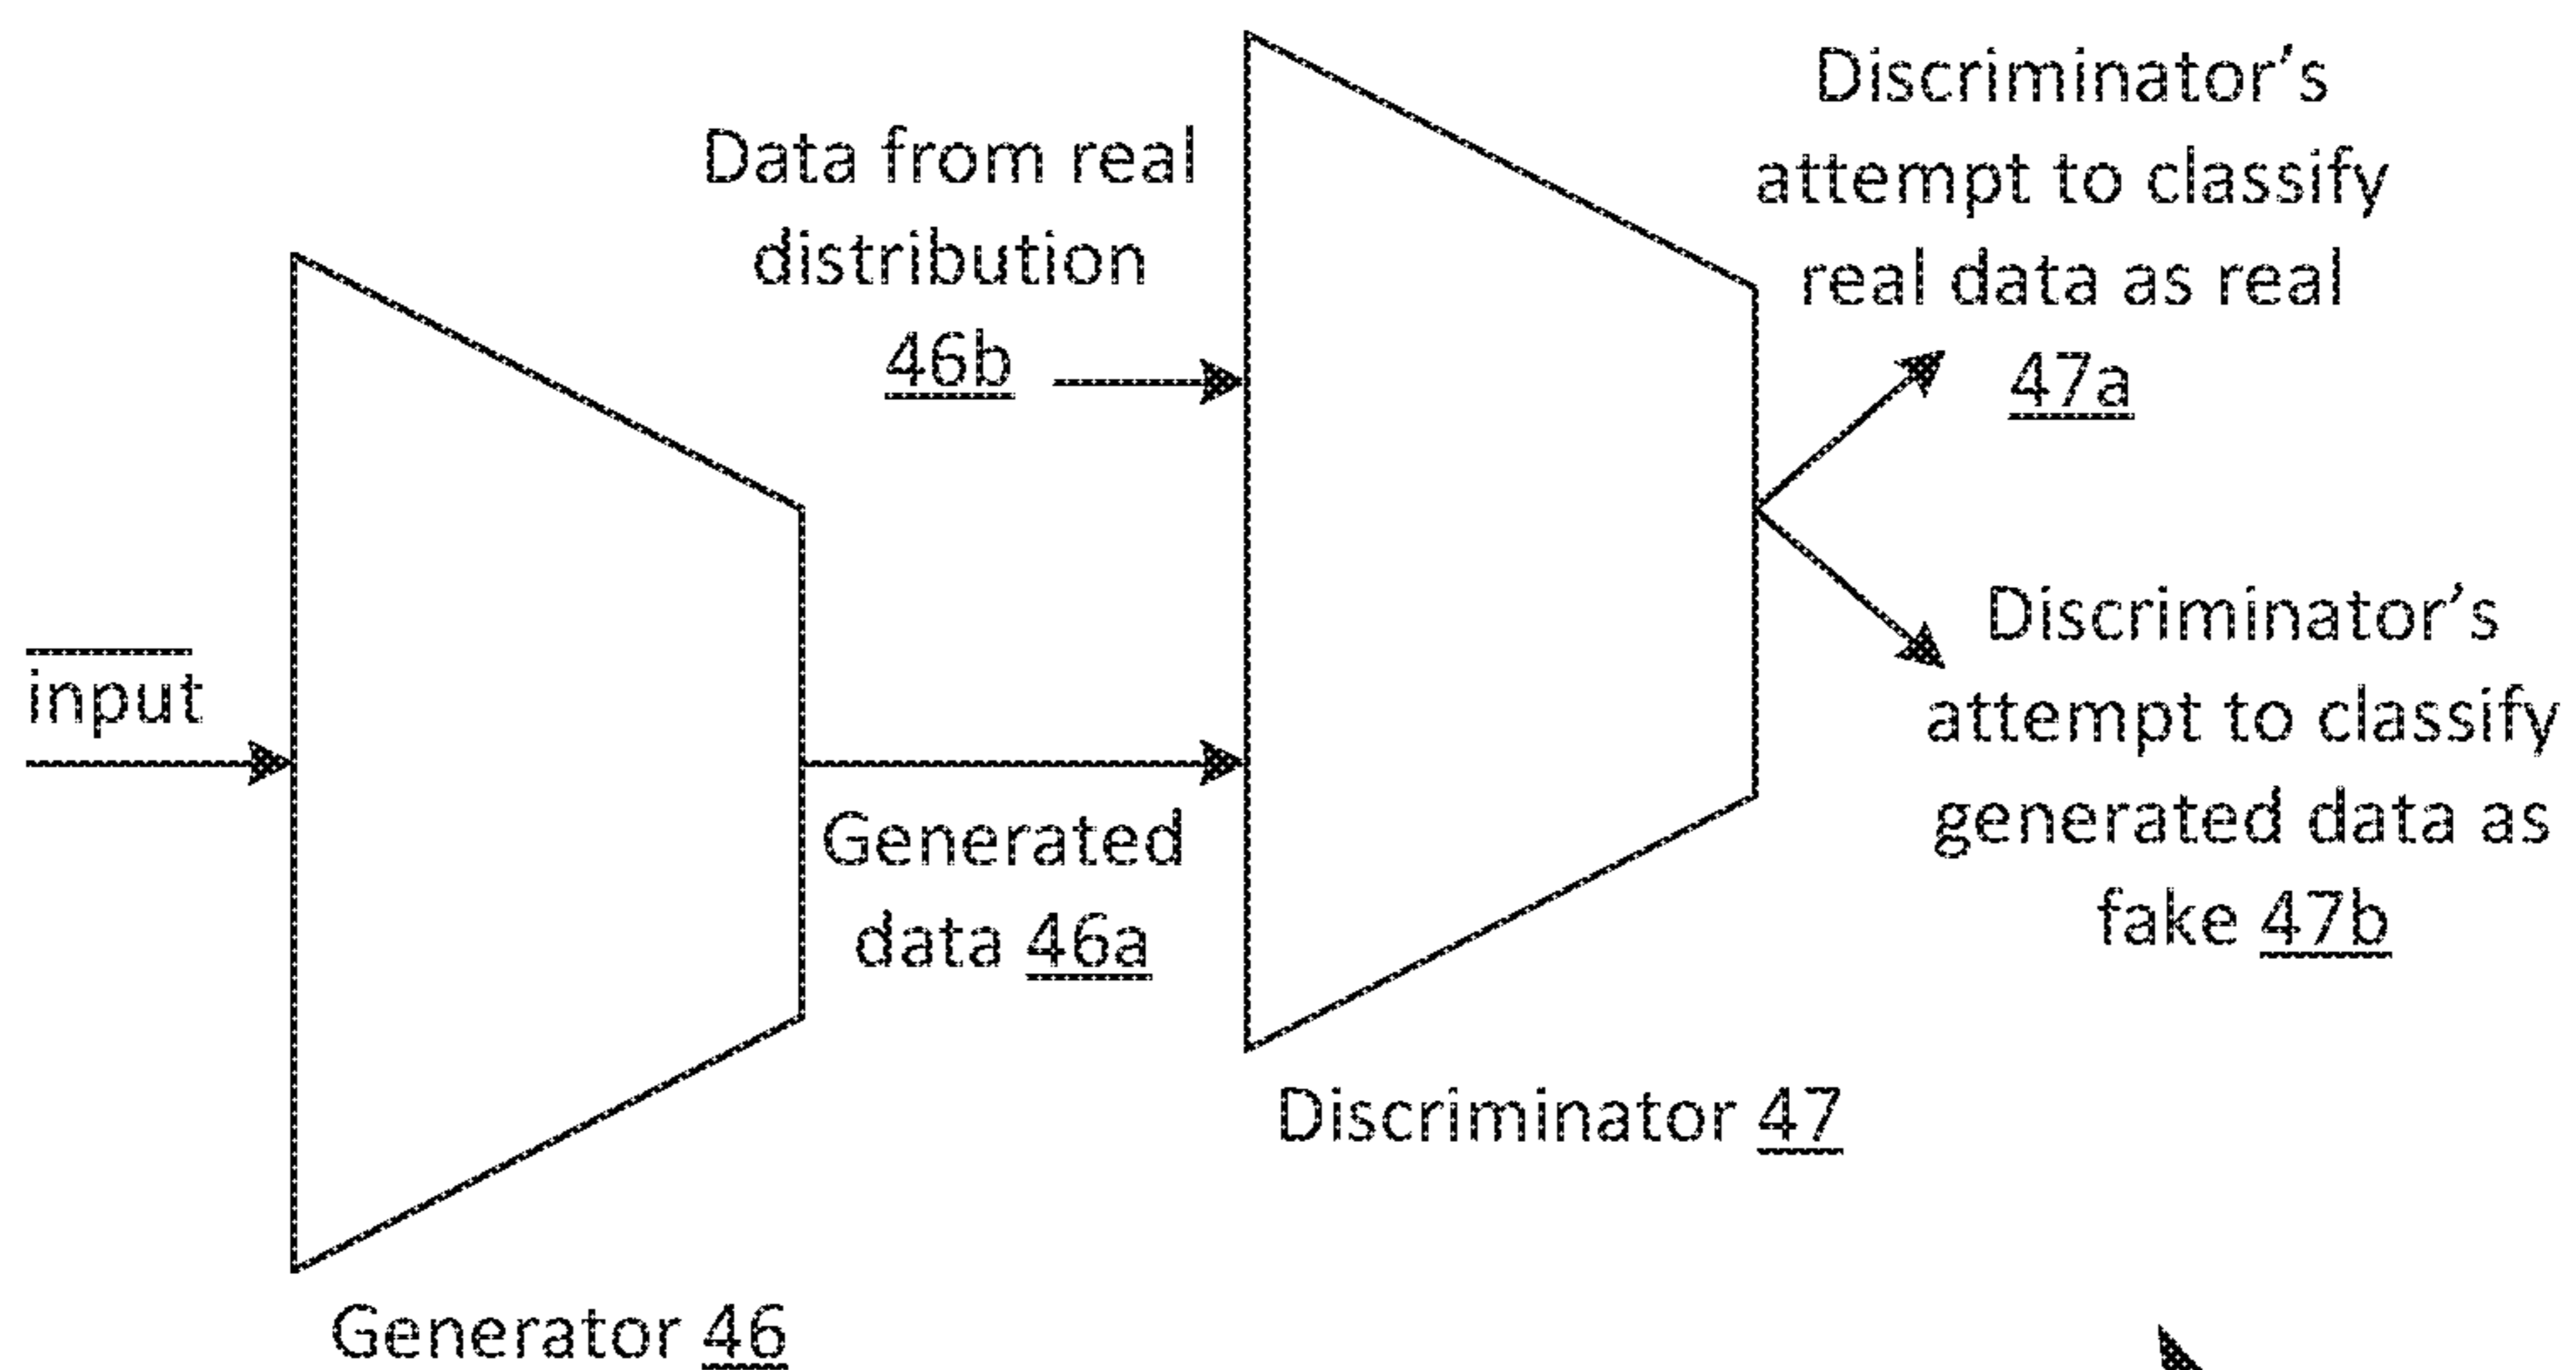 input
Generator 46
Data from real
distribution
46b
Generated
data 46a
Discriminator 47
Discriminator's
attempt to classify
real data as real
47a
Discriminator's
attempt to classify
generated data as
fake 47b